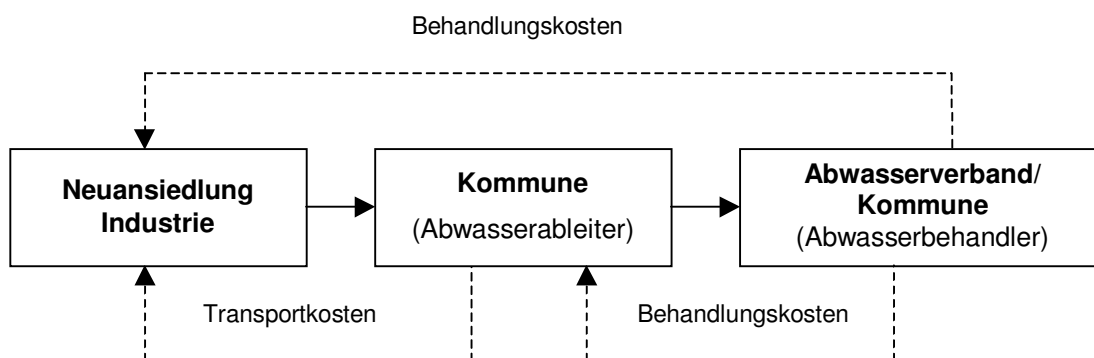 Behandlungskosten
Neuansiedlung
Industrie
Kommune
(Abwasserableiter)
Abwasserverband/
Kommune
(Abwasserbehandler)
Transportkosten
Behandlungskosten